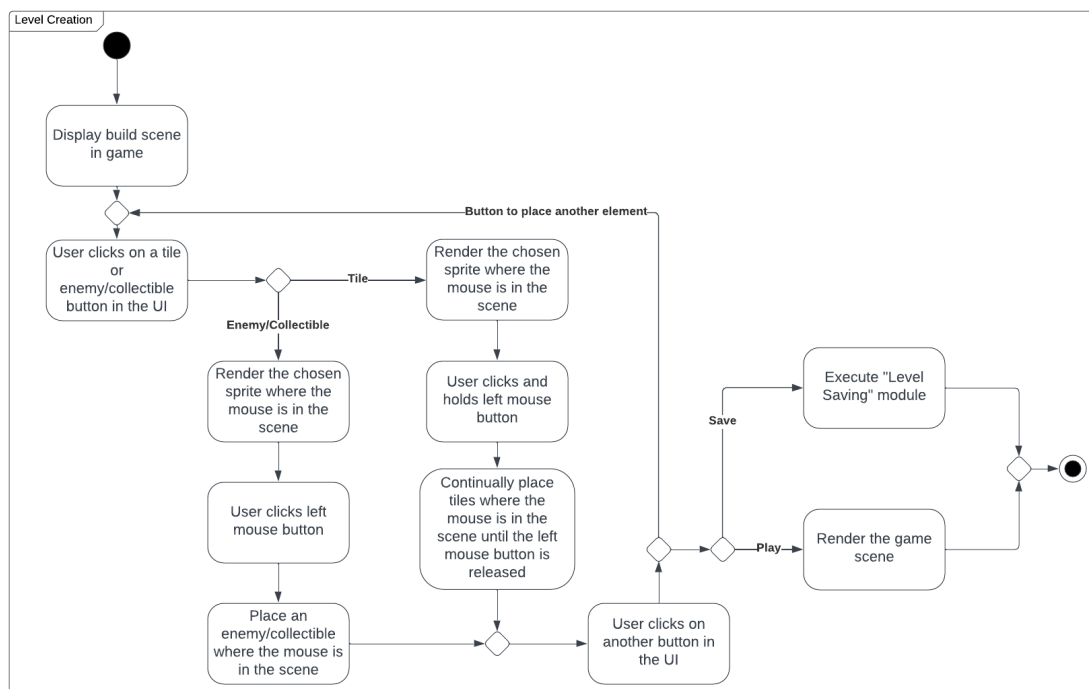 Level Creation
Display build scene
in game
Button to place another element
User clicks on a tile
or
enemy/collectible
button in the UI
Tile
Render the chosen
sprite where the
mouse is in the
scene
Enemy/Collectible
Render the chosen
sprite where the
mouse is in the
scene
User clicks and
holds left mouse
button
Execute "Level
Saving" module
Save
User clicks left
mouse button
Continually place
tiles where the
mouse is in the
scene until the left
mouse button is
released
Play
Render the game
scene
Place an
enemy/collectible
where the mouse is
in the scene
User clicks on
another button in
the UI